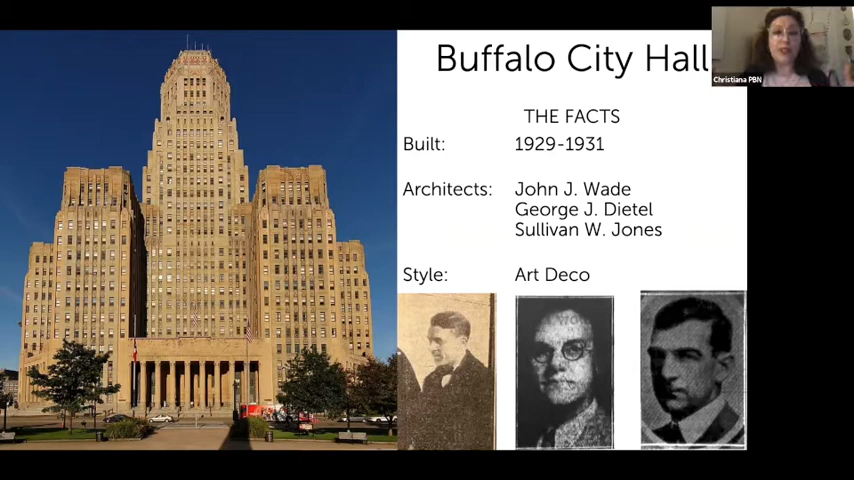 Buffalo City Hall
Christiana PBN
THE FACTS
Built: 1929-1931
Architects: John J. Wade
George J. Dietel
Sullivan W. Jones
Style: Art Deco